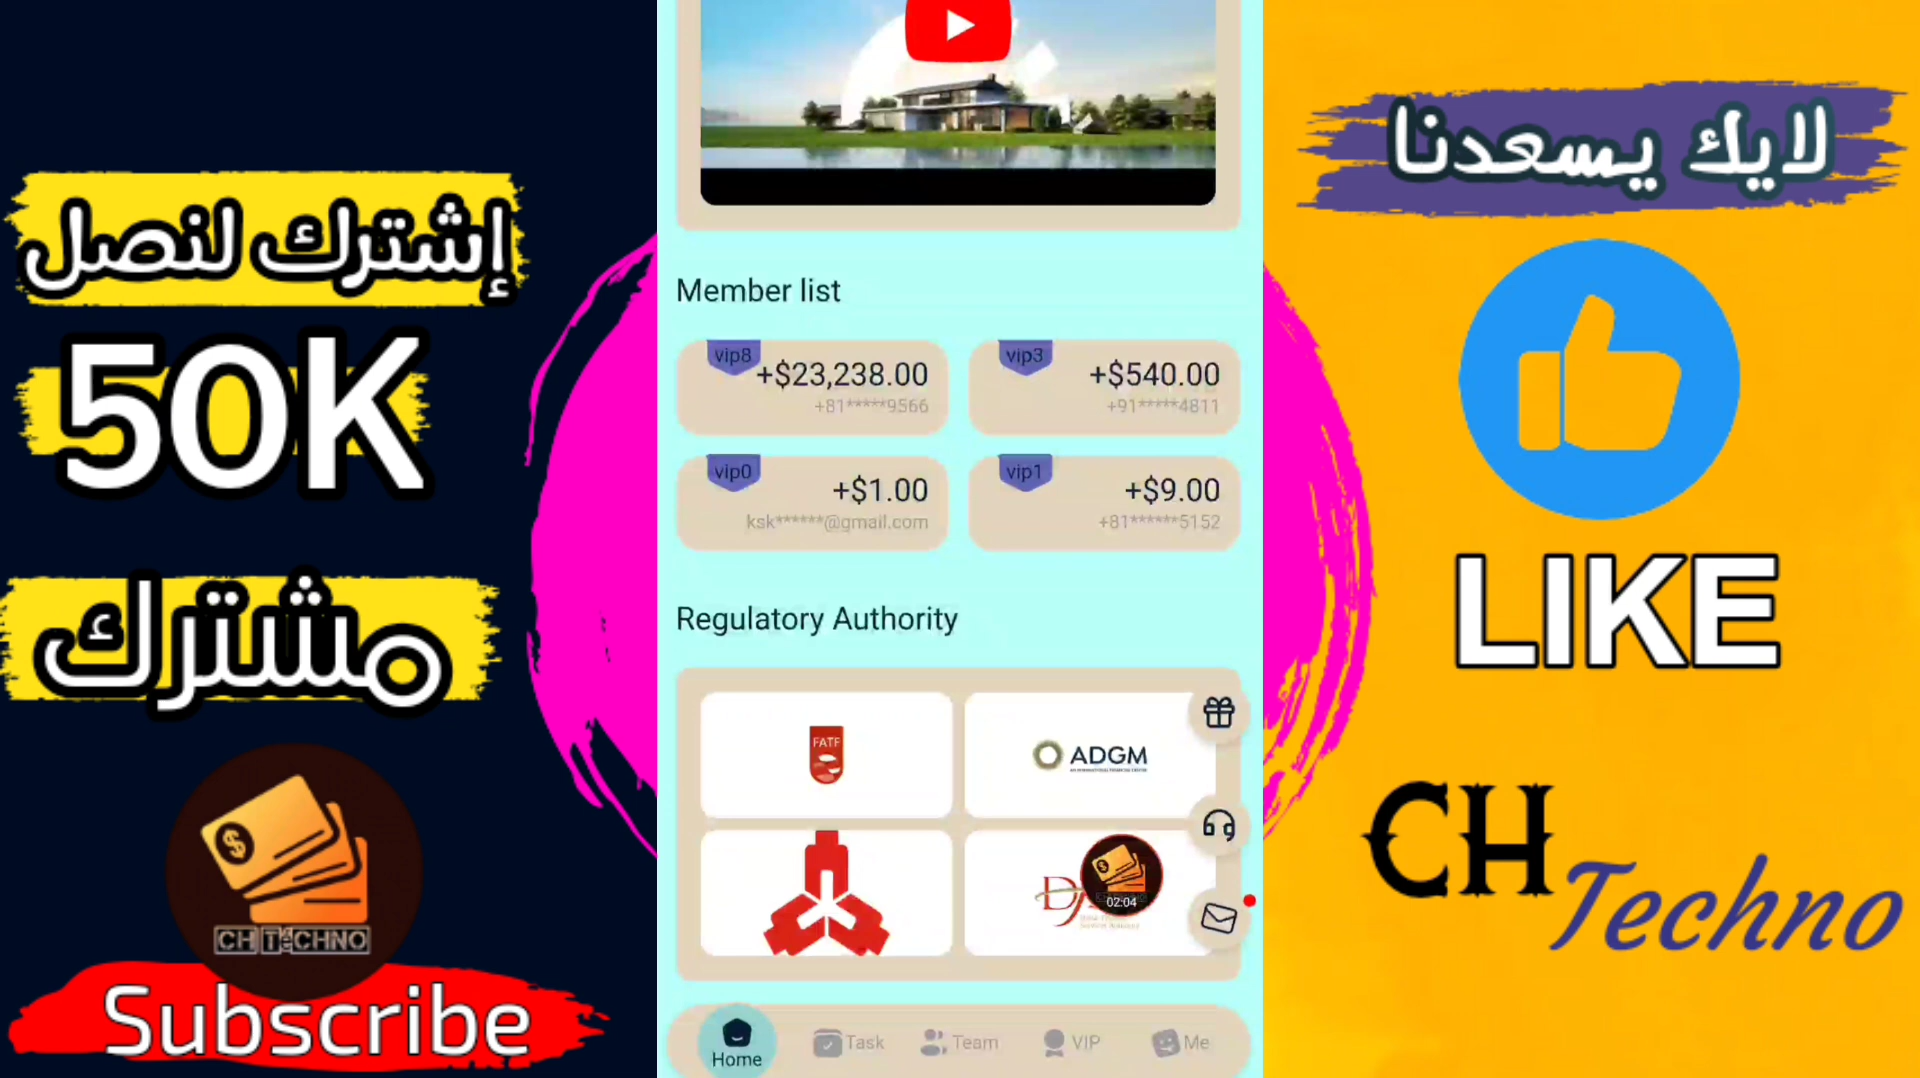 إشترك لنصل
50K
مشترك
CH TéCHNO
Subscribe
Member list
vip8
+$23,238.00
+81*****9566
vip3
+$540.00
+91*****4811
vip0
+$1.00
ksk******@gmail.com
vip1
+$9.00
+81******5152
Regulatory Authority
FATF
ADGM
02:04
Home
Task
Team
VIP
Me
لايك يسعدنا
LIKE
CH
Techno